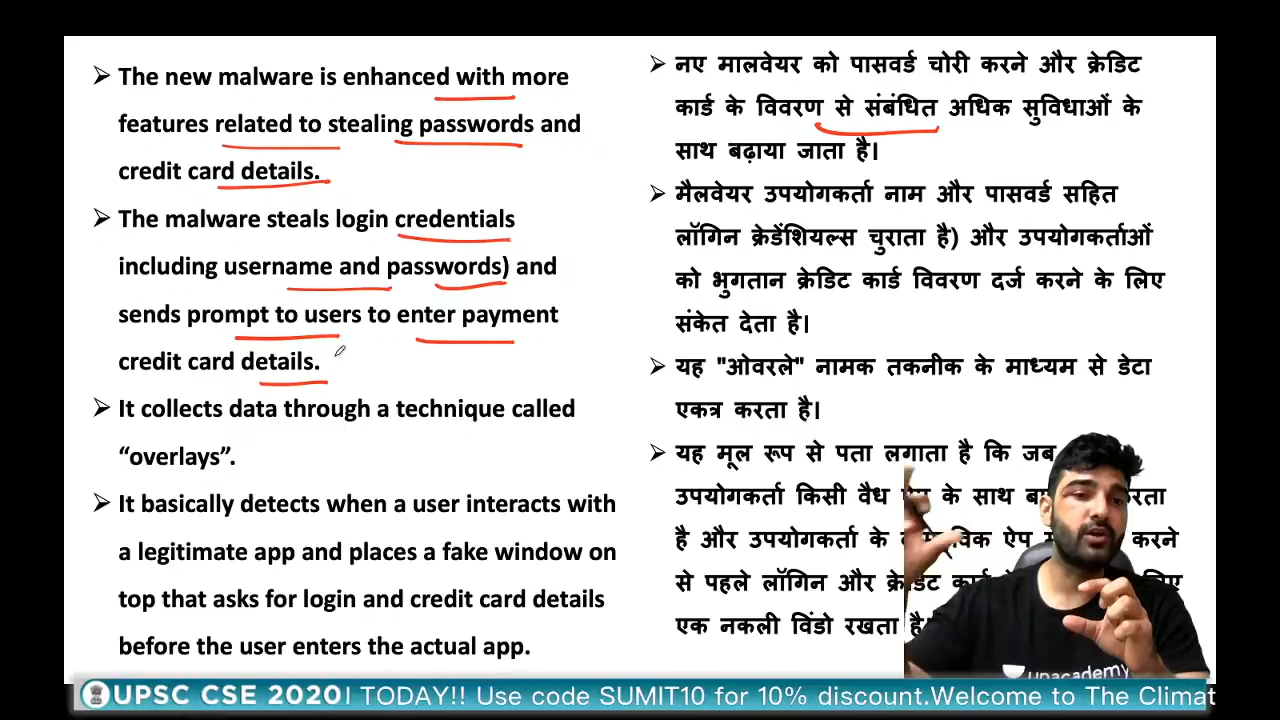 ➢ The new malware is enhanced with more
features related to stealing passwords and
credit card details.
➢ The malware steals login credentials
including username and passwords) and
sends prompt to users to enter payment
credit card details.
➢ It collects data through a technique called
“overlays”.
➢ It basically detects when a user interacts with
a legitimate app and places a fake window on
top that asks for login and credit card details
before the user enters the actual app.
➢ नए मालवेयर को पासवर्ड चोरी करने और क्रेडिट
कार्ड के विवरण से संबंधित अधिक सुविधाओं के
साथ बढ़ाया जाता है।
➢ मैलवेयर उपयोगकर्ता नाम और पासवर्ड सहित
लॉगिन क्रेडेंशियल्स चुराता है) और उपयोगकर्ताओं
को भुगतान क्रेडिट कार्ड विवरण दर्ज करने के लिए
संकेत देता है।
➢ यह "ओवरले" नामक तकनीक के माध्यम से डेटा
एकत्र करता है।
➢ यह मूल रूप से पता लगाता है कि जब
उपयोगकर्ता किसी वैध के साथ
है और उपयोगकर्ता के ऐप करने
से पहले लॉगिन और क्रेडिट कार्ड
एक नकली विंडो रखता है
unacademy
UPSC CSE 2020I TODAY!! Use code SUMIT10 for 10% discount.Welcome to The Climat